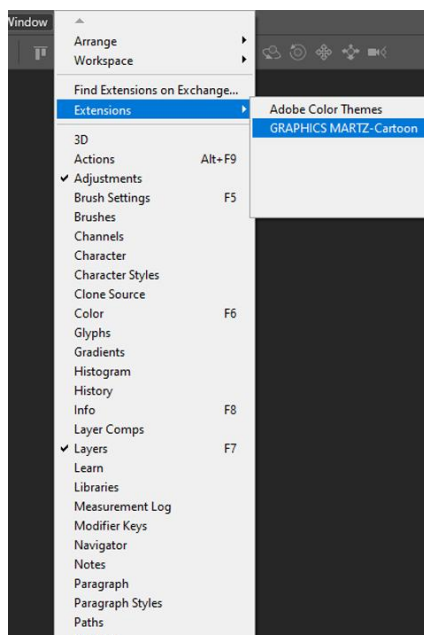 Window
Arrange
Workspace
Find Extensions on Exchange...
Extensions
Adobe Color Themes
GRAPHICS MARTZ-Cartoon
3D
Actions Alt+F9
Adjustments
Brush Settings F5
Brushes
Channels
Character
Character Styles
Clone Source
Color F6
Glyphs
Gradients
Histogram
History
Info F8
Layer Comps
Layers F7
Learn
Libraries
Measurement Log
Modifier Keys
Navigator
Notes
Paragraph
Paragraph Styles
Paths